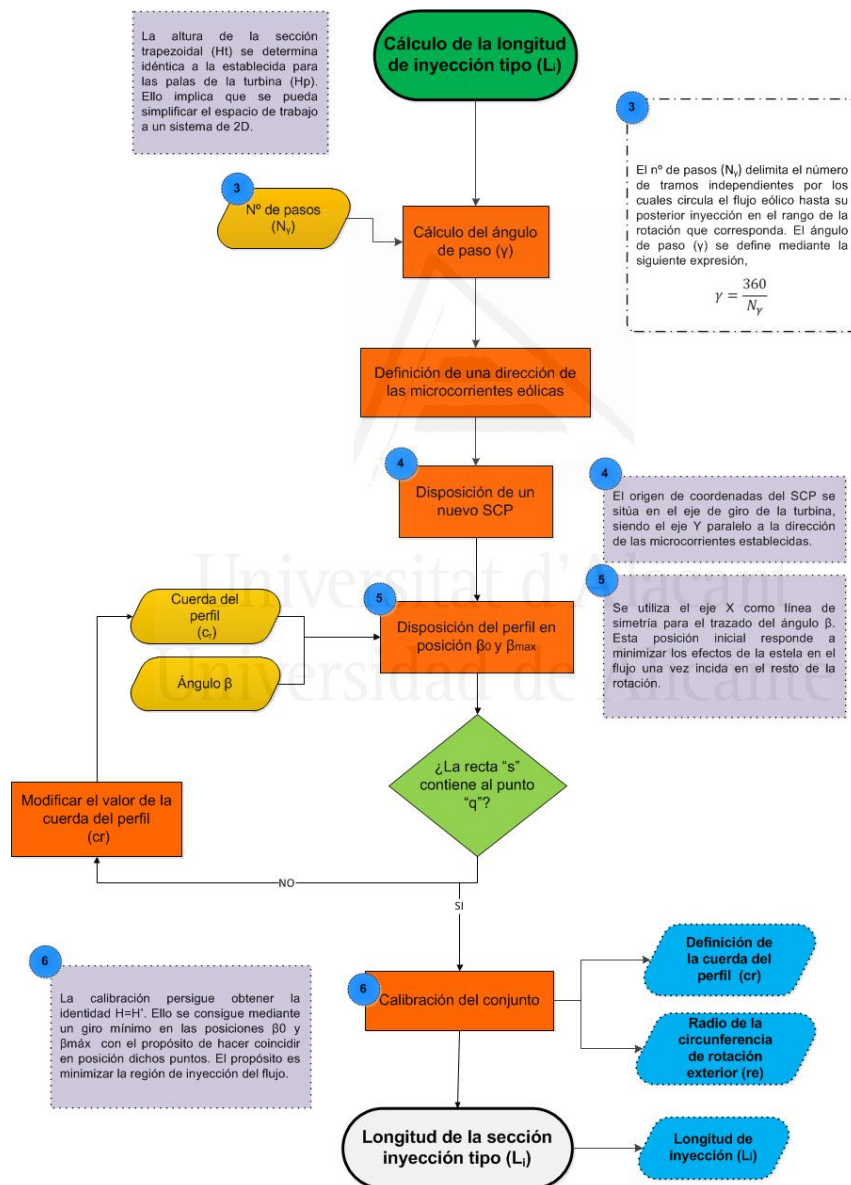 La altura de la sección
trapezoidal (Ht) se determina
idéntica a la establecida para
las palas de la turbina (Hp).
Ello implica que se pueda
simplificar el espacio de trabajo
a un sistema de 2D.
Cálculo de la longitud
de inyección tipo (Lᵢ)
3
El nº de pasos (Nᵧ) delimita el número
de tramos independientes por los
cuales circula el flujo eólico hasta su
posterior inyección en el rango de la
rotación que corresponda. El ángulo
de paso (γ) se define mediante la
siguiente expresión,
γ = 360 / Nᵧ
3
Nº de pasos
(Nᵧ)
Cálculo del ángulo
de paso (γ)
Definición de una dirección de
las microcorrientes eólicas
4
Disposición de un
nuevo SCP
4
El origen de coordenadas del SCP se
sitúa en el eje de giro de la turbina,
siendo el eje Y paralelo a la dirección
de las microcorrientes establecidas.
Universitat d'Alacant
Universidad de Alicante
Cuerda del
perfil
(cᵣ)
Ángulo β
5
Disposición del perfil en
posición β0 y βmax
5
Se utiliza el eje X como línea de
simetría para el trazado del ángulo β.
Esta posición inicial responde a
minimizar los efectos de la estela en el
flujo una vez incida en el resto de la
rotación.
¿La recta “s”
contiene al punto
“q”?
Modificar el valor de la
cuerda del perfil
(cr)
NO
SI
6
La calibración persigue obtener la
identidad H=H’. Ello se consigue mediante
un giro mínimo en las posiciones β0 y
βmáx con el propósito de hacer coincidir
en posición dichos puntos. El propósito es
minimizar la región de inyección del flujo.
6
Calibración del conjunto
Definición de
la cuerda del
perfil (cr)
Radio de la
circunferencia
de rotación
exterior (re)
Longitud de la sección
inyección tipo (Lᵢ)
Longitud de
inyección (Lᵢ)